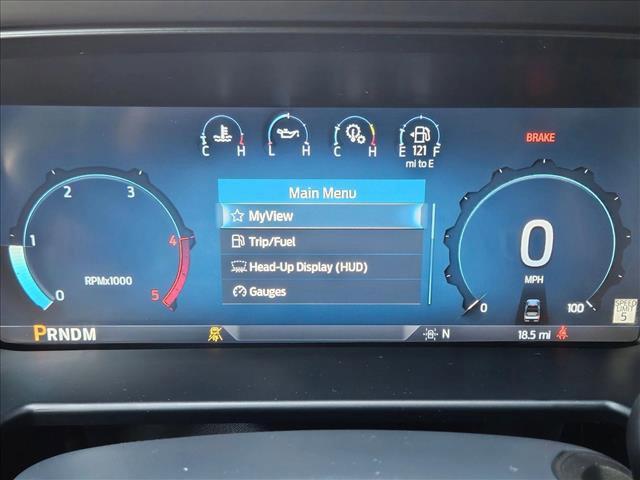 C H
L H
C H
E 121 F
mi to E
BRAKE
Main Menu
MyView
Trip/Fuel
Head-Up Display (HUD)
Gauges
0 1 2 3 4 5
RPMx1000
0
MPH
0 100
SPEED LIMIT 5
PRNDM
N
18.5 mi